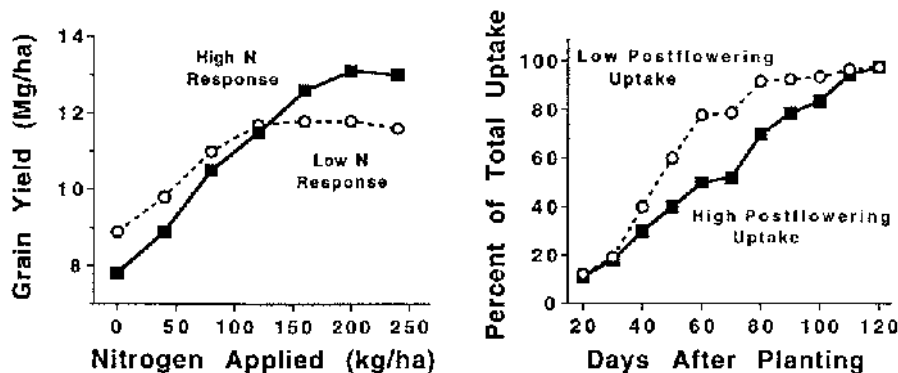 Grain Yield (Mg/ha)
14
12
10
8
High N
Response
Low N
Response
0 50 100 150 200 250
Nitrogen Applied (kg/ha)
Percent of Total Uptake
100
80
60
40
20
0
Low Postflowering
Uptake
High Postflowering
Uptake
20 40 60 80 100 120
Days After Planting